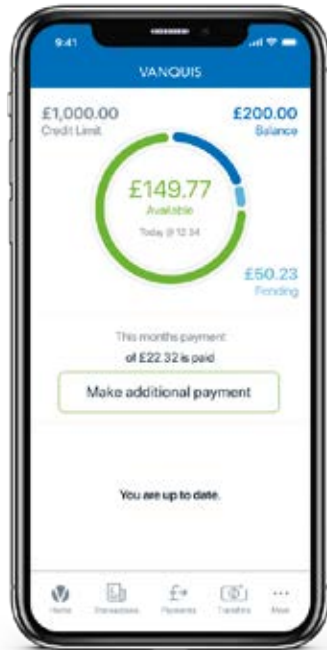 9:41
VANQUIS
£1,000.00
Credit Limit
£200.00
Balance
£149.77
Available
Today @ 12:34
£50.23
Pending
This months payment
of £22.32 is paid
Make additional payment
You are up to date.
Home
Transactions
Payments
Transfers
More